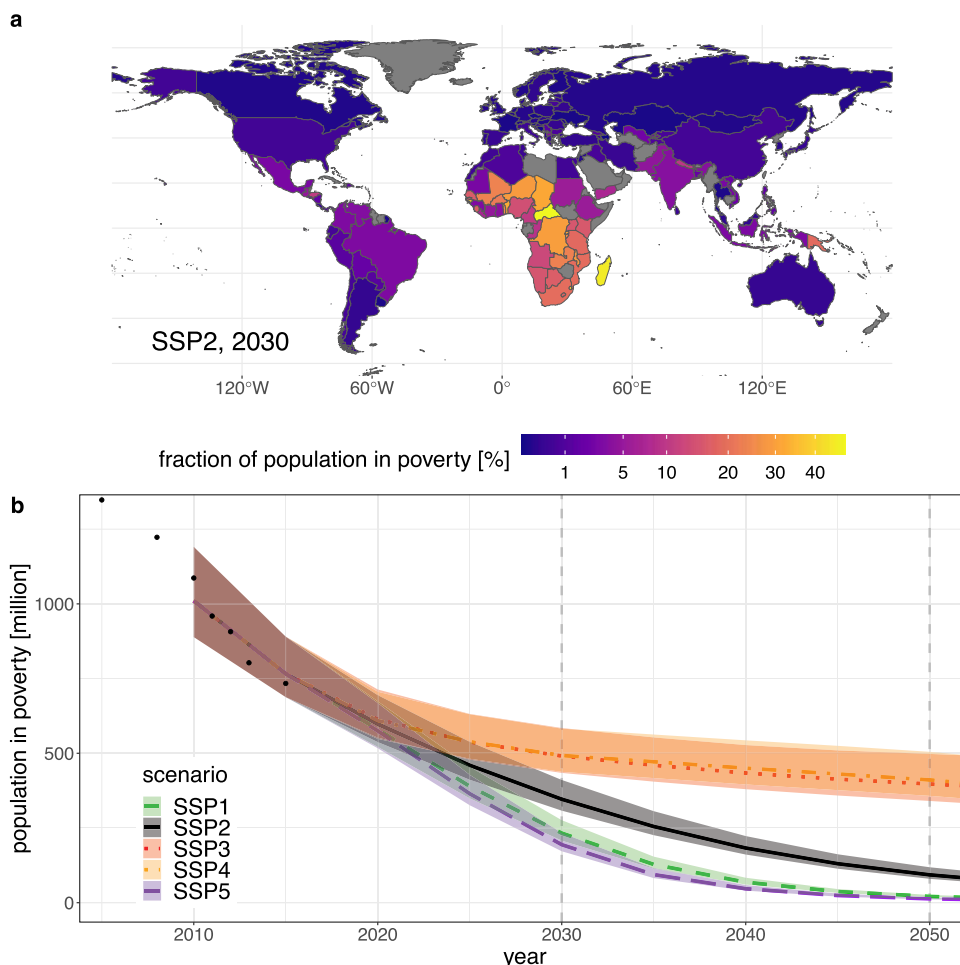 a
SSP2, 2030
120°W 60°W 0° 60°E 120°E
fraction of population in poverty [%]
1 5 10 20 30 40
b
population in poverty [million]
1000
500
0
scenario
SSP1
SSP2
SSP3
SSP4
SSP5
2010 2020 2030 2040 2050
year